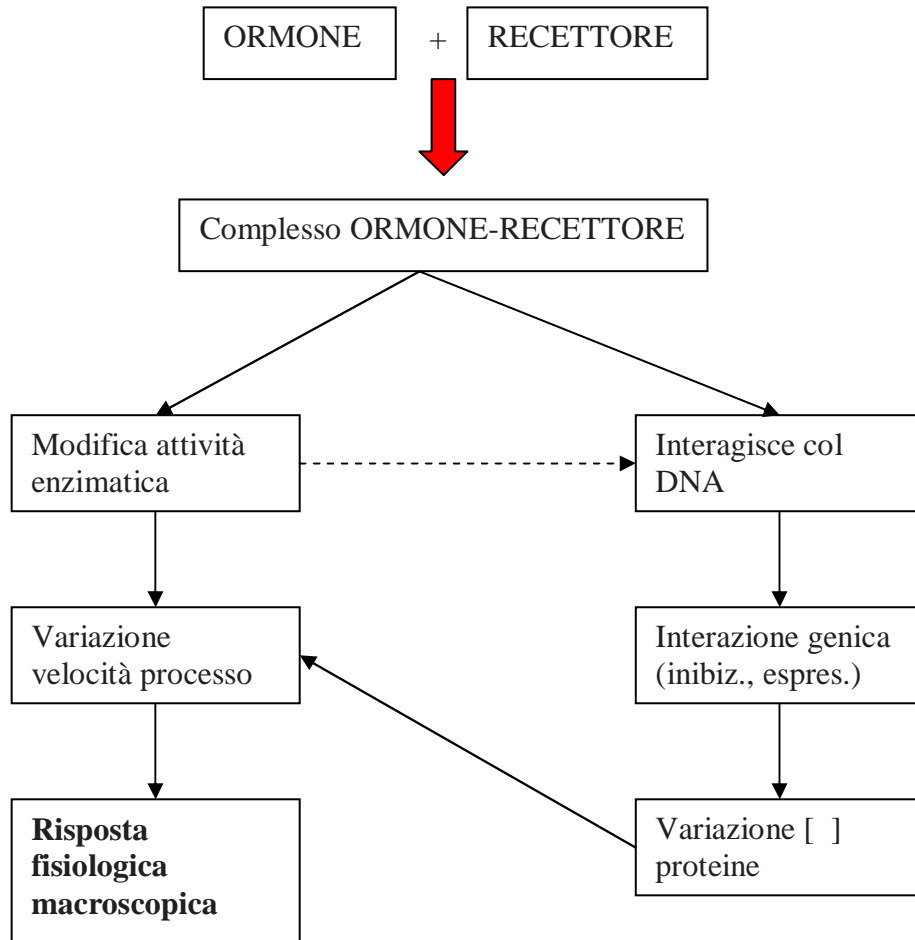 ORMONE + RECETTORE
Complesso ORMONE-RECETTORE
Modifica attività
enzimatica
Interagisce col
DNA
Variazione
velocità processo
Interazione genica
(inibiz., espres.)
Risposta
fisiologica
macroscopica
Variazione [ ]
proteine